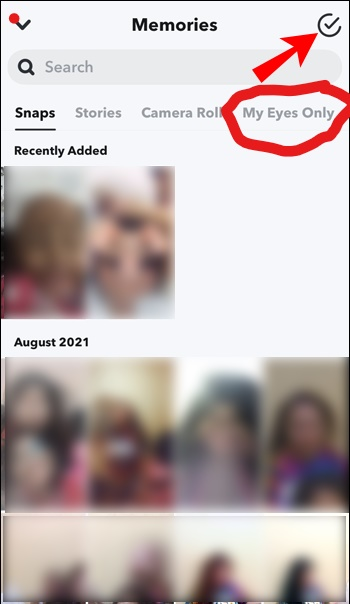 Memories
Search
Snaps Stories Camera Roll My Eyes Only
Recently Added
August 2021